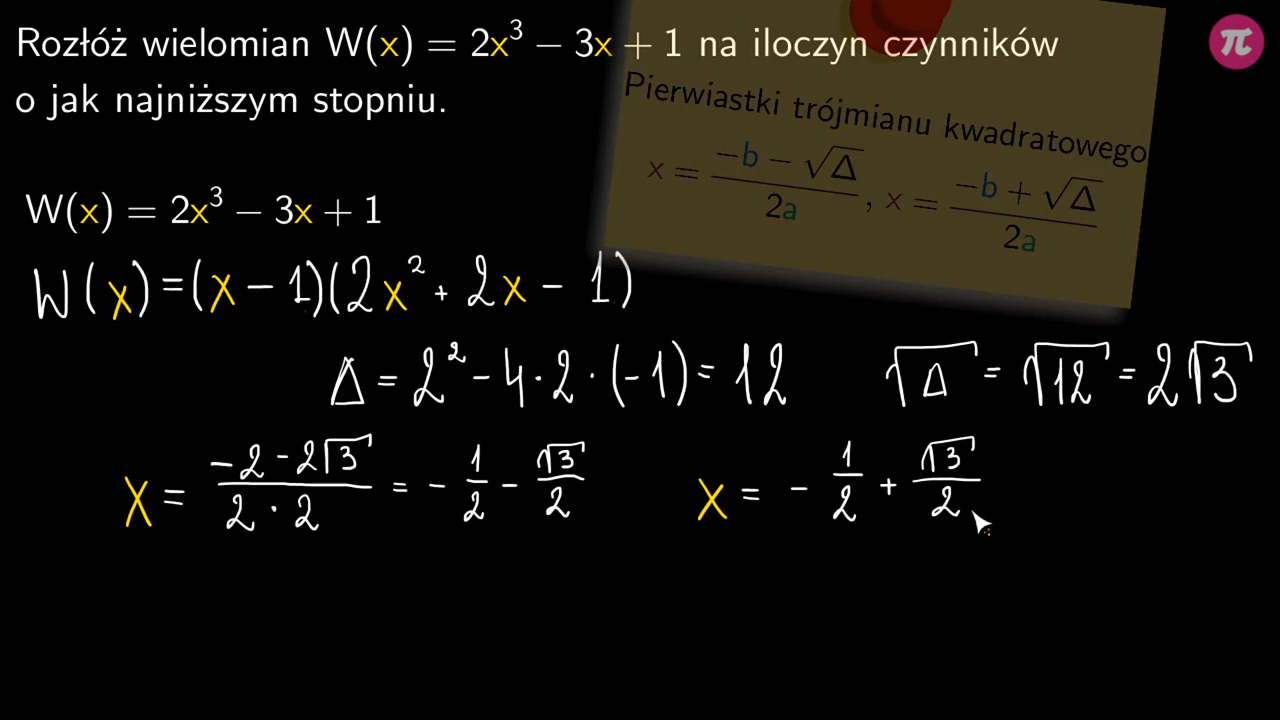 Rozłóż wielomian W(x) = 2x³ − 3x + 1 na iloczyn czynników
o jak najniższym stopniu.
Pierwiastki trójmianu kwadratowego
x = (−b − √Δ)/(2a), x = (−b + √Δ)/(2a)
π
W(x) = 2x³ − 3x + 1
W(x) = (x − 1)(2x² + 2x − 1)
Δ = 2² − 4 · 2 · (−1) = 12 √Δ = √12 = 2√3
x = (−2 − 2√3)/(2 · 2) = − 1/2 − √3/2 x = − 1/2 + √3/2